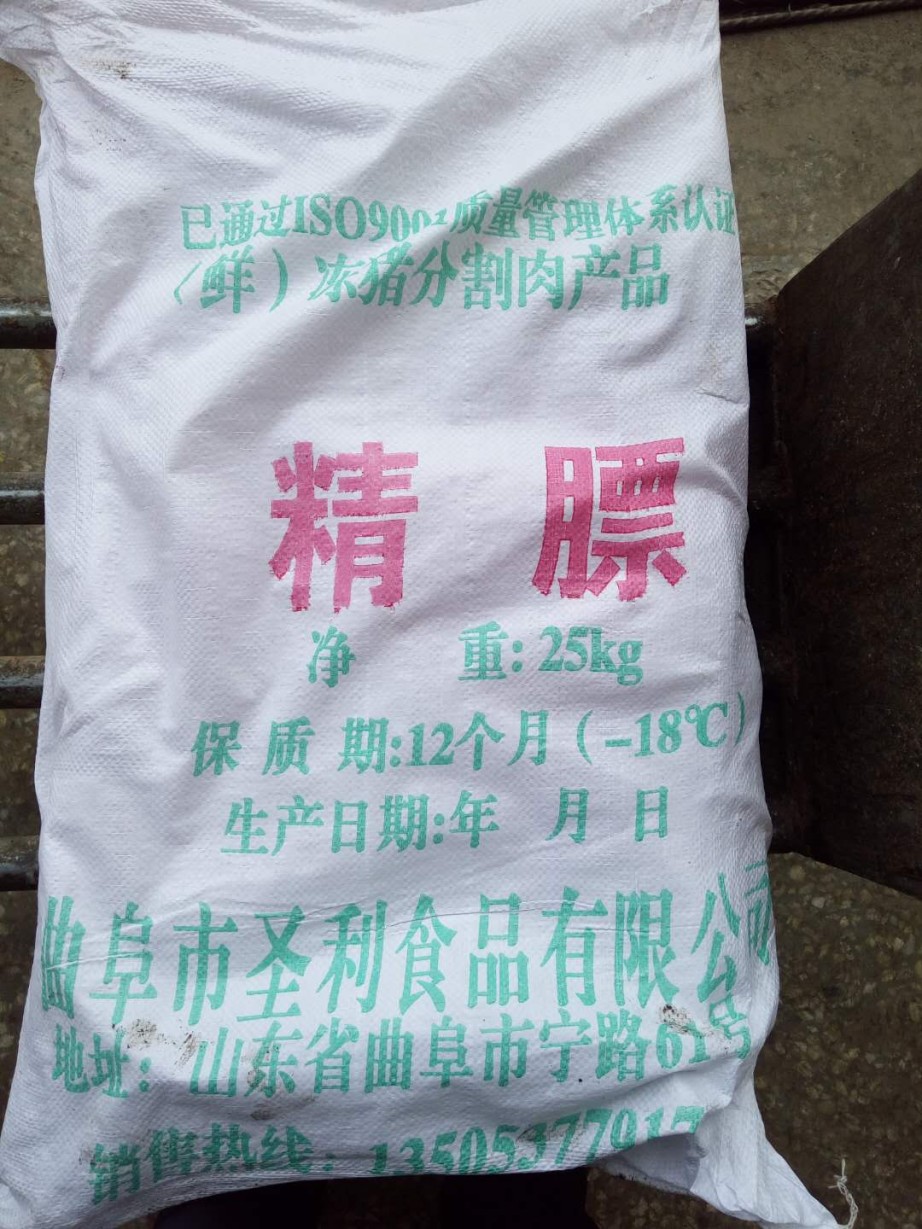 已通过ISO9001质量管理体系认证
（鲜）冻猪分割肉产品
精 膘
净 重: 25kg
保 质 期:12个月（-18℃）
生产日期:年 月 日
曲阜市圣利食品有限公司
地址：山东省曲阜市宁路61号
销售热线：13505377917